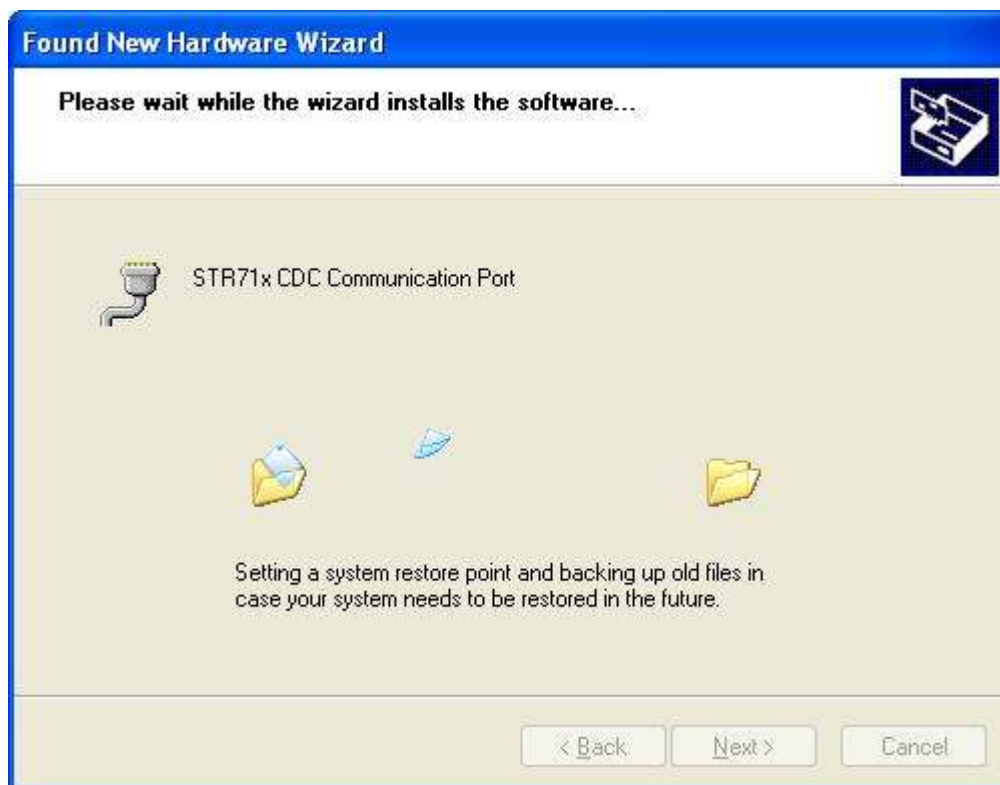 Found New Hardware Wizard
Please wait while the wizard installs the software...
STR71x CDC Communication Port
Setting a system restore point and backing up old files in
case your system needs to be restored in the future.
< Back
Next >
Cancel